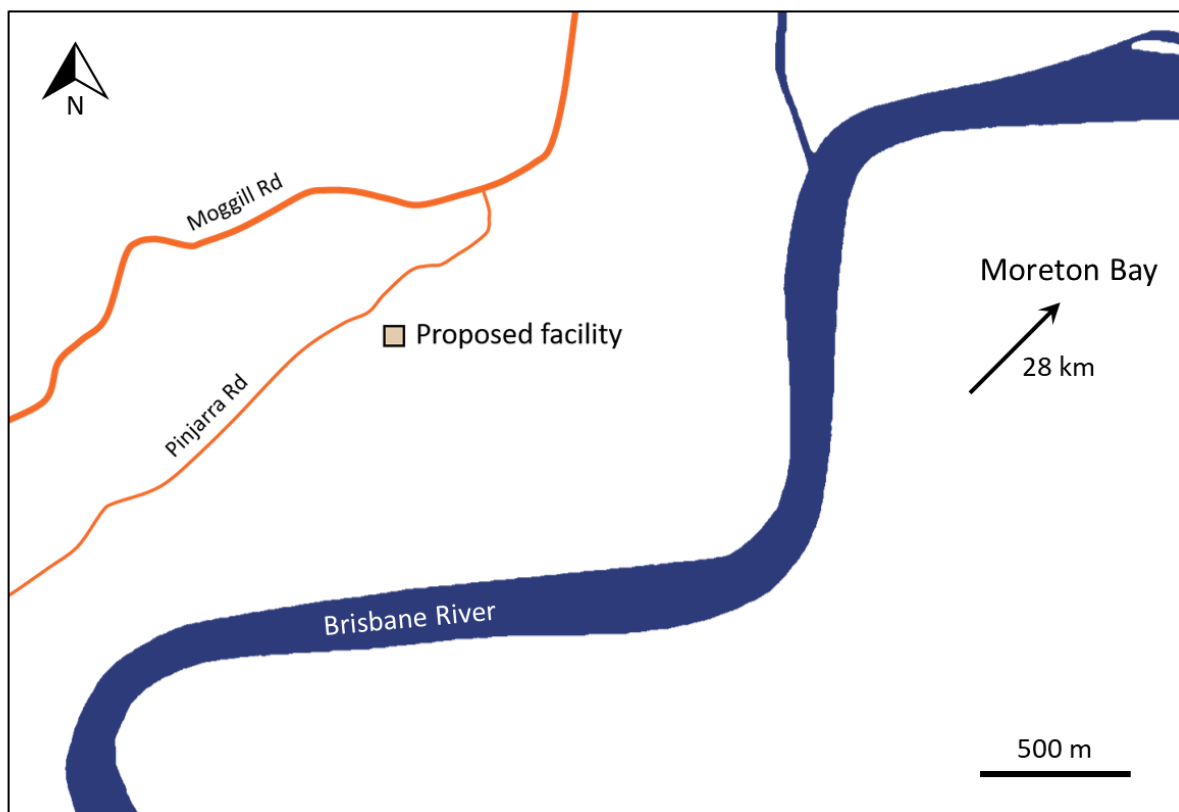 N
Moggill Rd
Moreton Bay
28 km
Proposed facility
Pinjarra Rd
Brisbane River
500 m